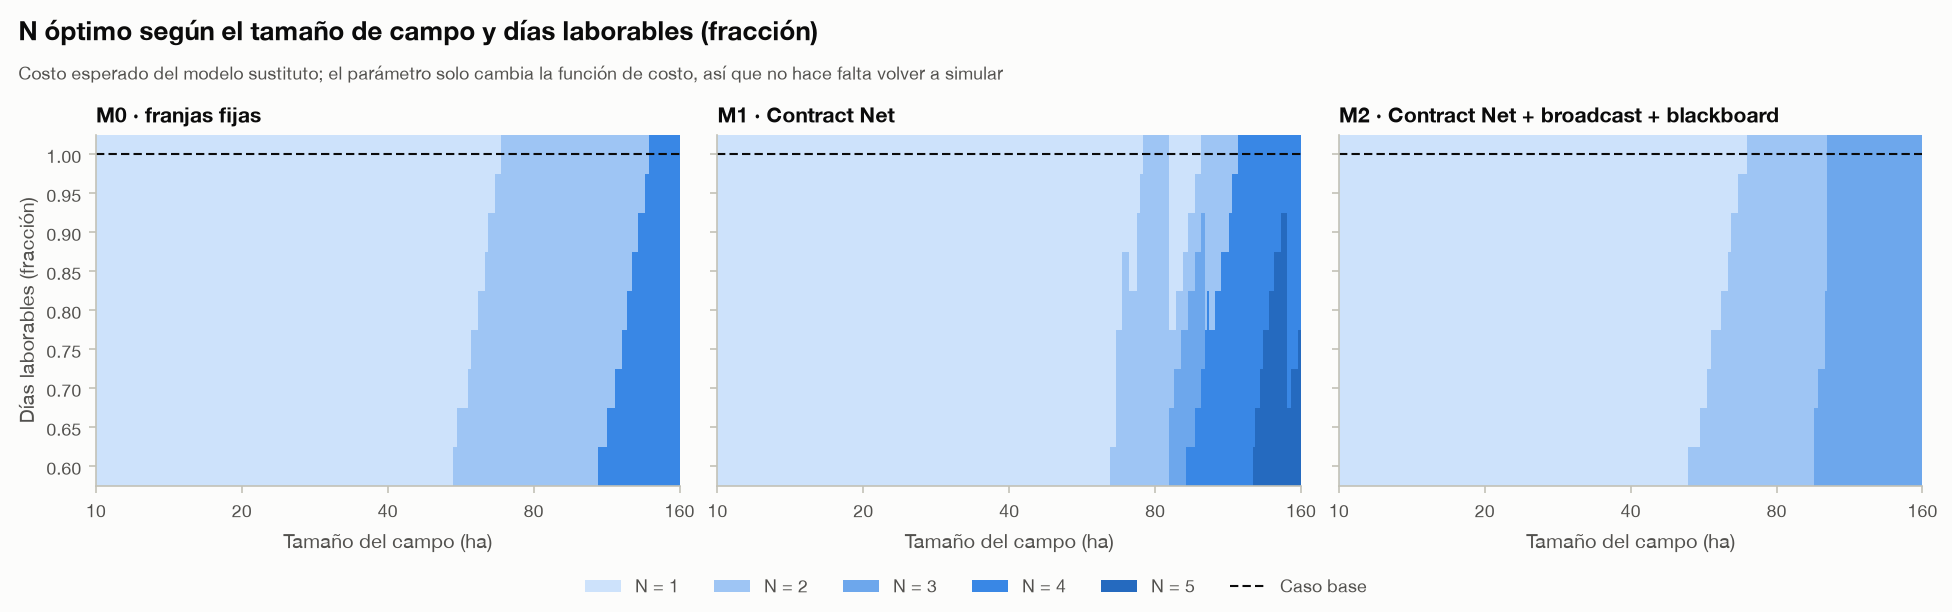 N óptimo según el tamaño de campo y días laborables (fracción)
Costo esperado del modelo sustituto; el parámetro solo cambia la función de costo, así que no hace falta volver a simular
M0 · franjas fijas
M1 · Contract Net
M2 · Contract Net + broadcast + blackboard
Días laborables (fracción)
1.00
0.95
0.90
0.85
0.80
0.75
0.70
0.65
0.60
10 20 40 80 160
10 20 40 80 160
10 20 40 80 160
Tamaño del campo (ha)
Tamaño del campo (ha)
Tamaño del campo (ha)
N = 1 N = 2 N = 3 N = 4 N = 5 Caso base